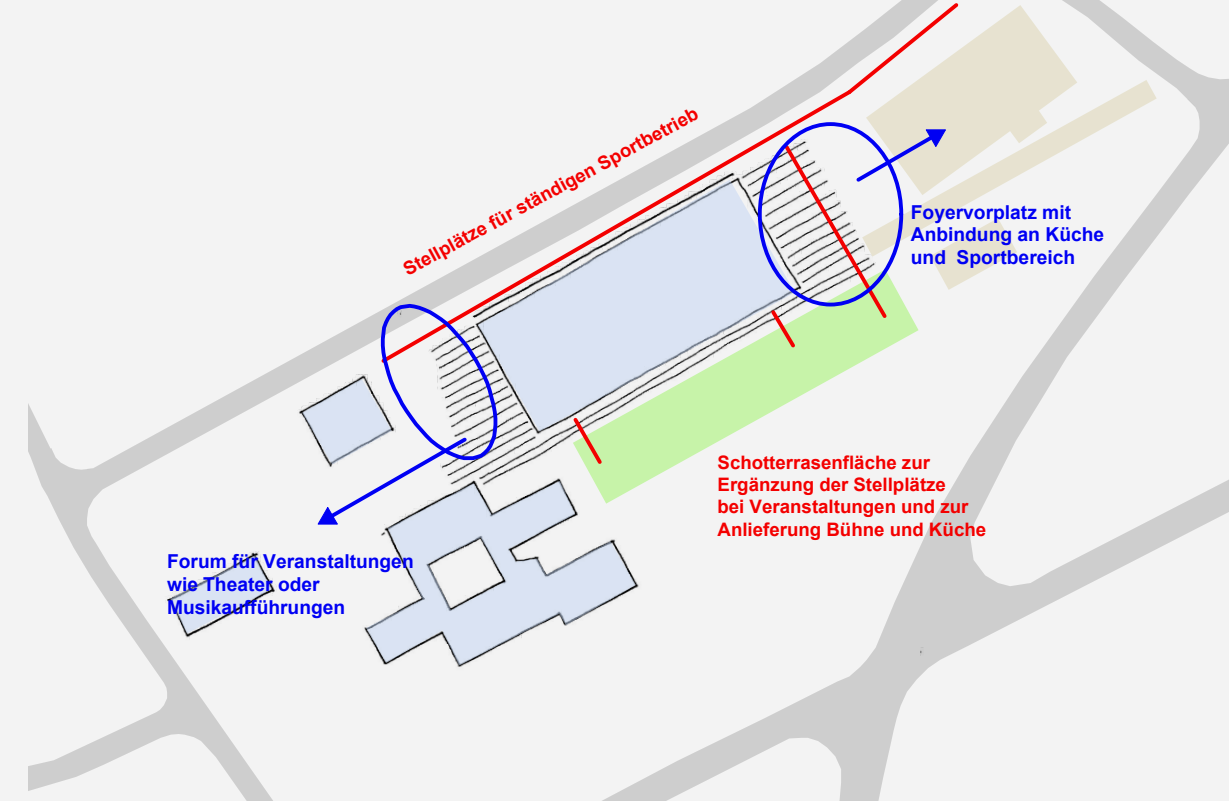 Stellplätze für ständigen Sportbetrieb
Foyervorplatz mit
Anbindung an Küche
und Sportbereich
Schotterrasenfläche zur
Ergänzung der Stellplätze
bei Veranstaltungen und zur
Anlieferung Bühne und Küche
Forum für Veranstaltungen
wie Theater oder
Musikaufführungen